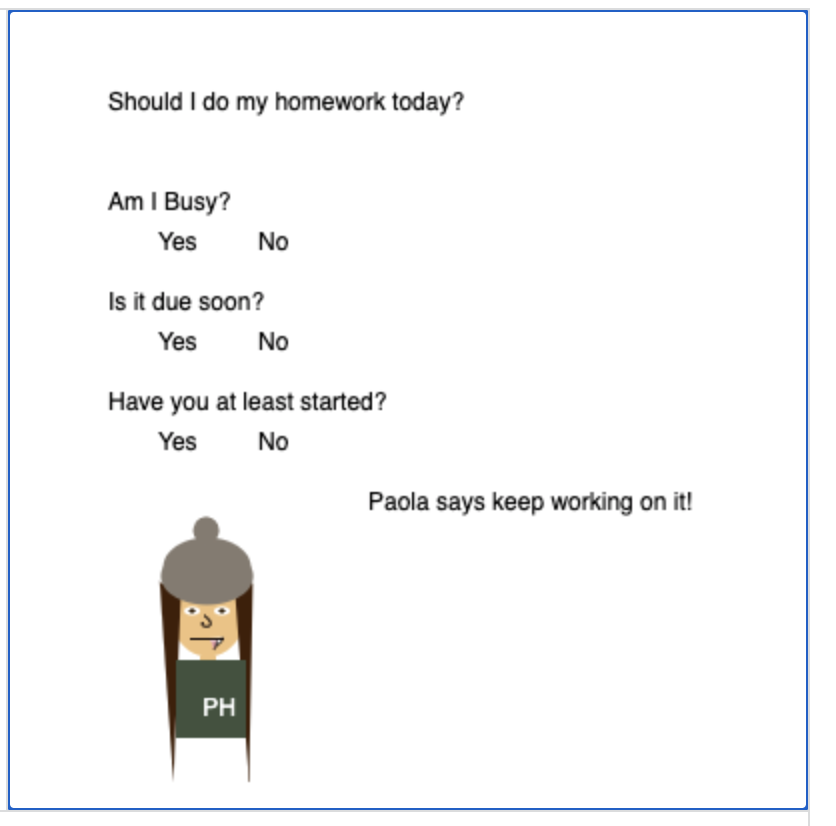 Should I do my homework today?
Am I Busy?
Yes No
Is it due soon?
Yes No
Have you at least started?
Yes No
Paola says keep working on it!
PH